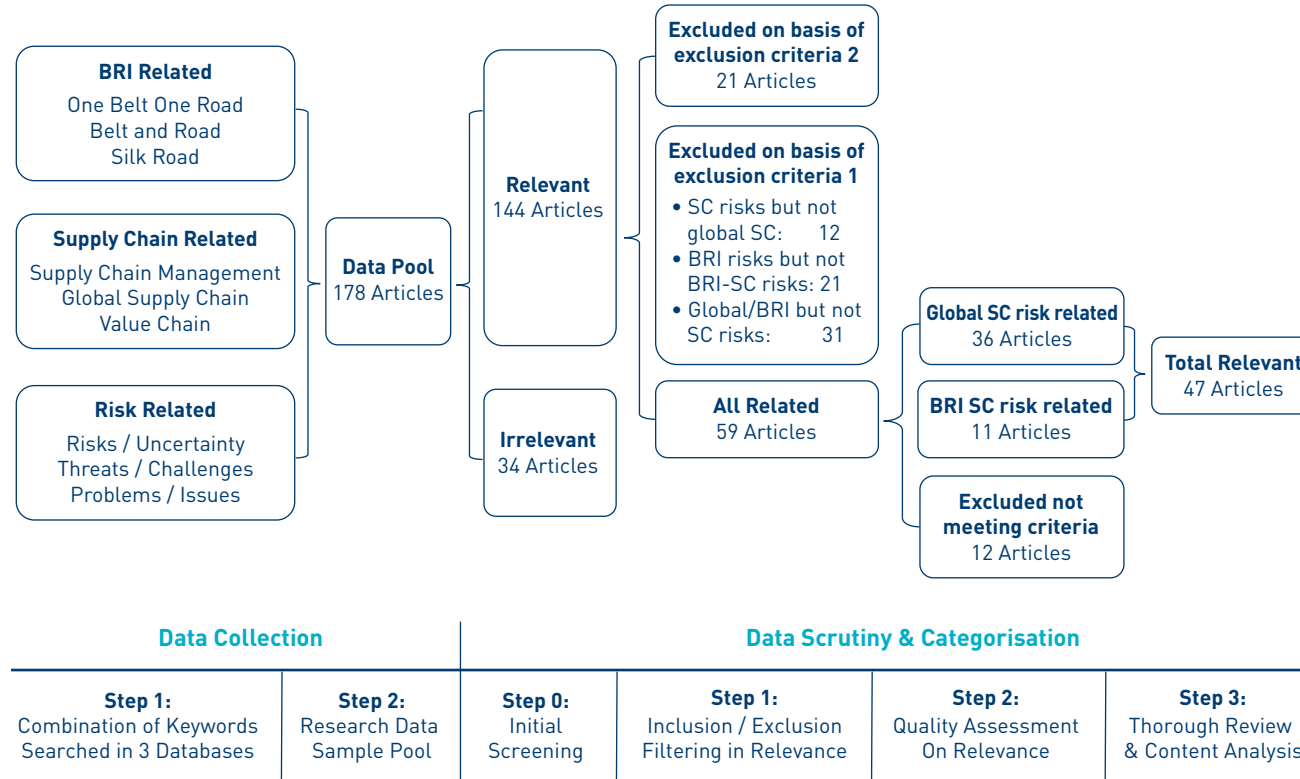 BRI Related
One Belt One Road
Belt and Road
Silk Road
Supply Chain Related
Supply Chain Management
Global Supply Chain
Value Chain
Risk Related
Risks / Uncertainty
Threats / Challenges
Problems / Issues
Data Pool
178 Articles
Relevant
144 Articles
Irrelevant
34 Articles
Excluded on basis of
exclusion criteria 2
21 Articles
Excluded on basis of
exclusion criteria 1
• SC risks but not
global SC: 12
• BRI risks but not
BRI-SC risks: 21
• Global/BRI but not
SC risks: 31
All Related
59 Articles
Global SC risk related
36 Articles
BRI SC risk related
11 Articles
Excluded not
meeting criteria
12 Articles
Total Relevant
47 Articles
Data Collection
Data Scrutiny & Categorisation
Step 1:
Combination of Keywords
Searched in 3 Databases
Step 2:
Research Data
Sample Pool
Step 0:
Initial
Screening
Step 1:
Inclusion / Exclusion
Filtering in Relevance
Step 2:
Quality Assessment
On Relevance
Step 3:
Thorough Review
& Content Analysis